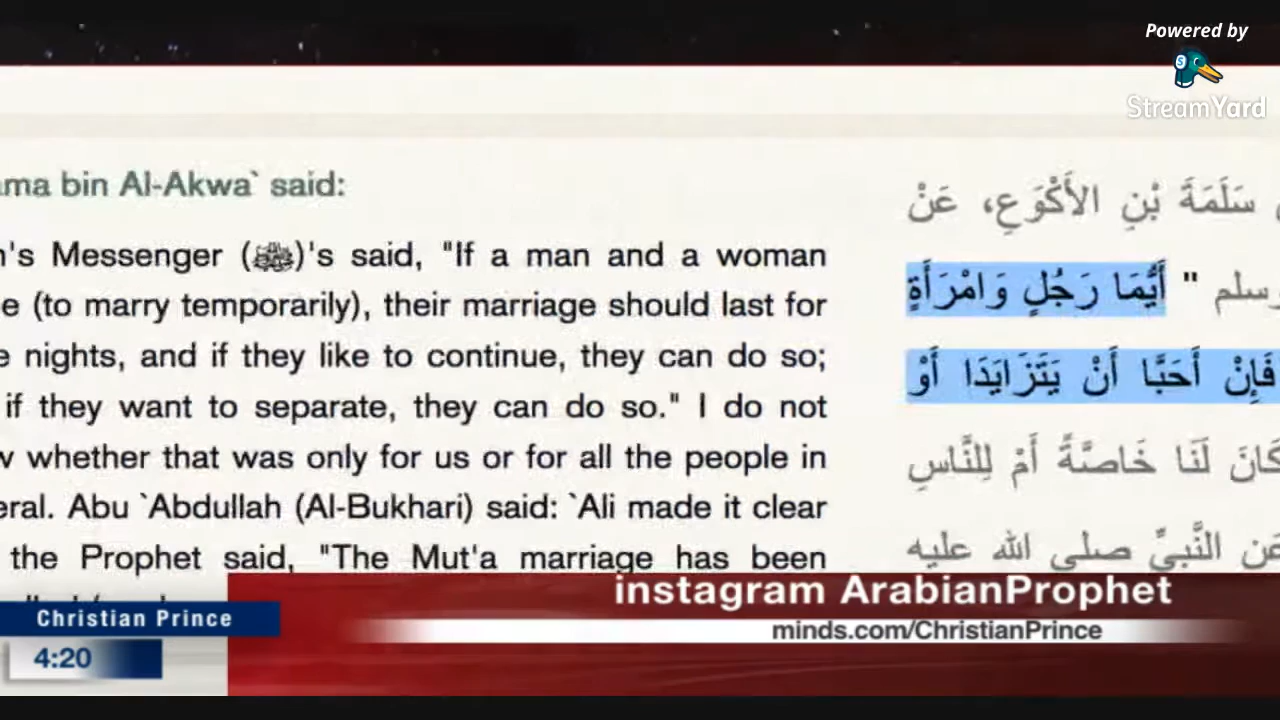 Powered by
StreamYard
ma bin Al-Akwa` said:
سَلَمَةَ بْنِ الأَكْوَعِ، عَنْ
's Messenger (ﷺ)'s said, "If a man and a woman
وسلم " أَيُّمَا رَجُلٍ وَامْرَأَةٍ
e (to marry temporarily), their marriage should last for
e nights, and if they like to continue, they can do so;
فَإِنْ أَحَبَّا أَنْ يَتَزَايَدَا أَوْ
if they want to separate, they can do so." I do not
w whether that was only for us or for all the people in
كَانَ لَنَا خَاصَّةً أَمْ لِلنَّاسِ
eral. Abu `Abdullah (Al-Bukhari) said: `Ali made it clear
the Prophet said, "The Mut'a marriage has been
عَنِ النَّبِيِّ صلى الله عليه
instagram ArabianProphet
Christian Prince
minds.com/ChristianPrince
4:20